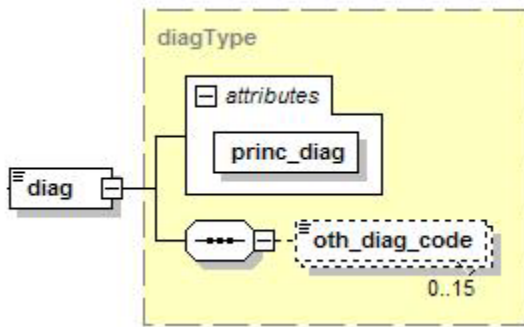 diagType
attributes
princ_diag
diag
oth_diag_code
0..15